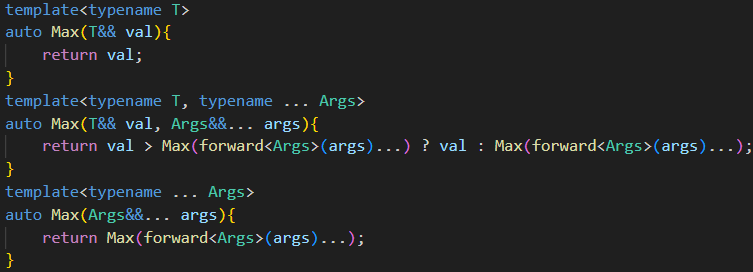 template<typename T>
auto Max(T&& val){
    return val;
}
template<typename T, typename ... Args>
auto Max(T&& val, Args&&... args){
    return val > Max(forward<Args>(args)...) ? val : Max(forward<Args>(args)...);
}
template<typename ... Args>
auto Max(Args&&... args){
    return Max(forward<Args>(args)...);
}